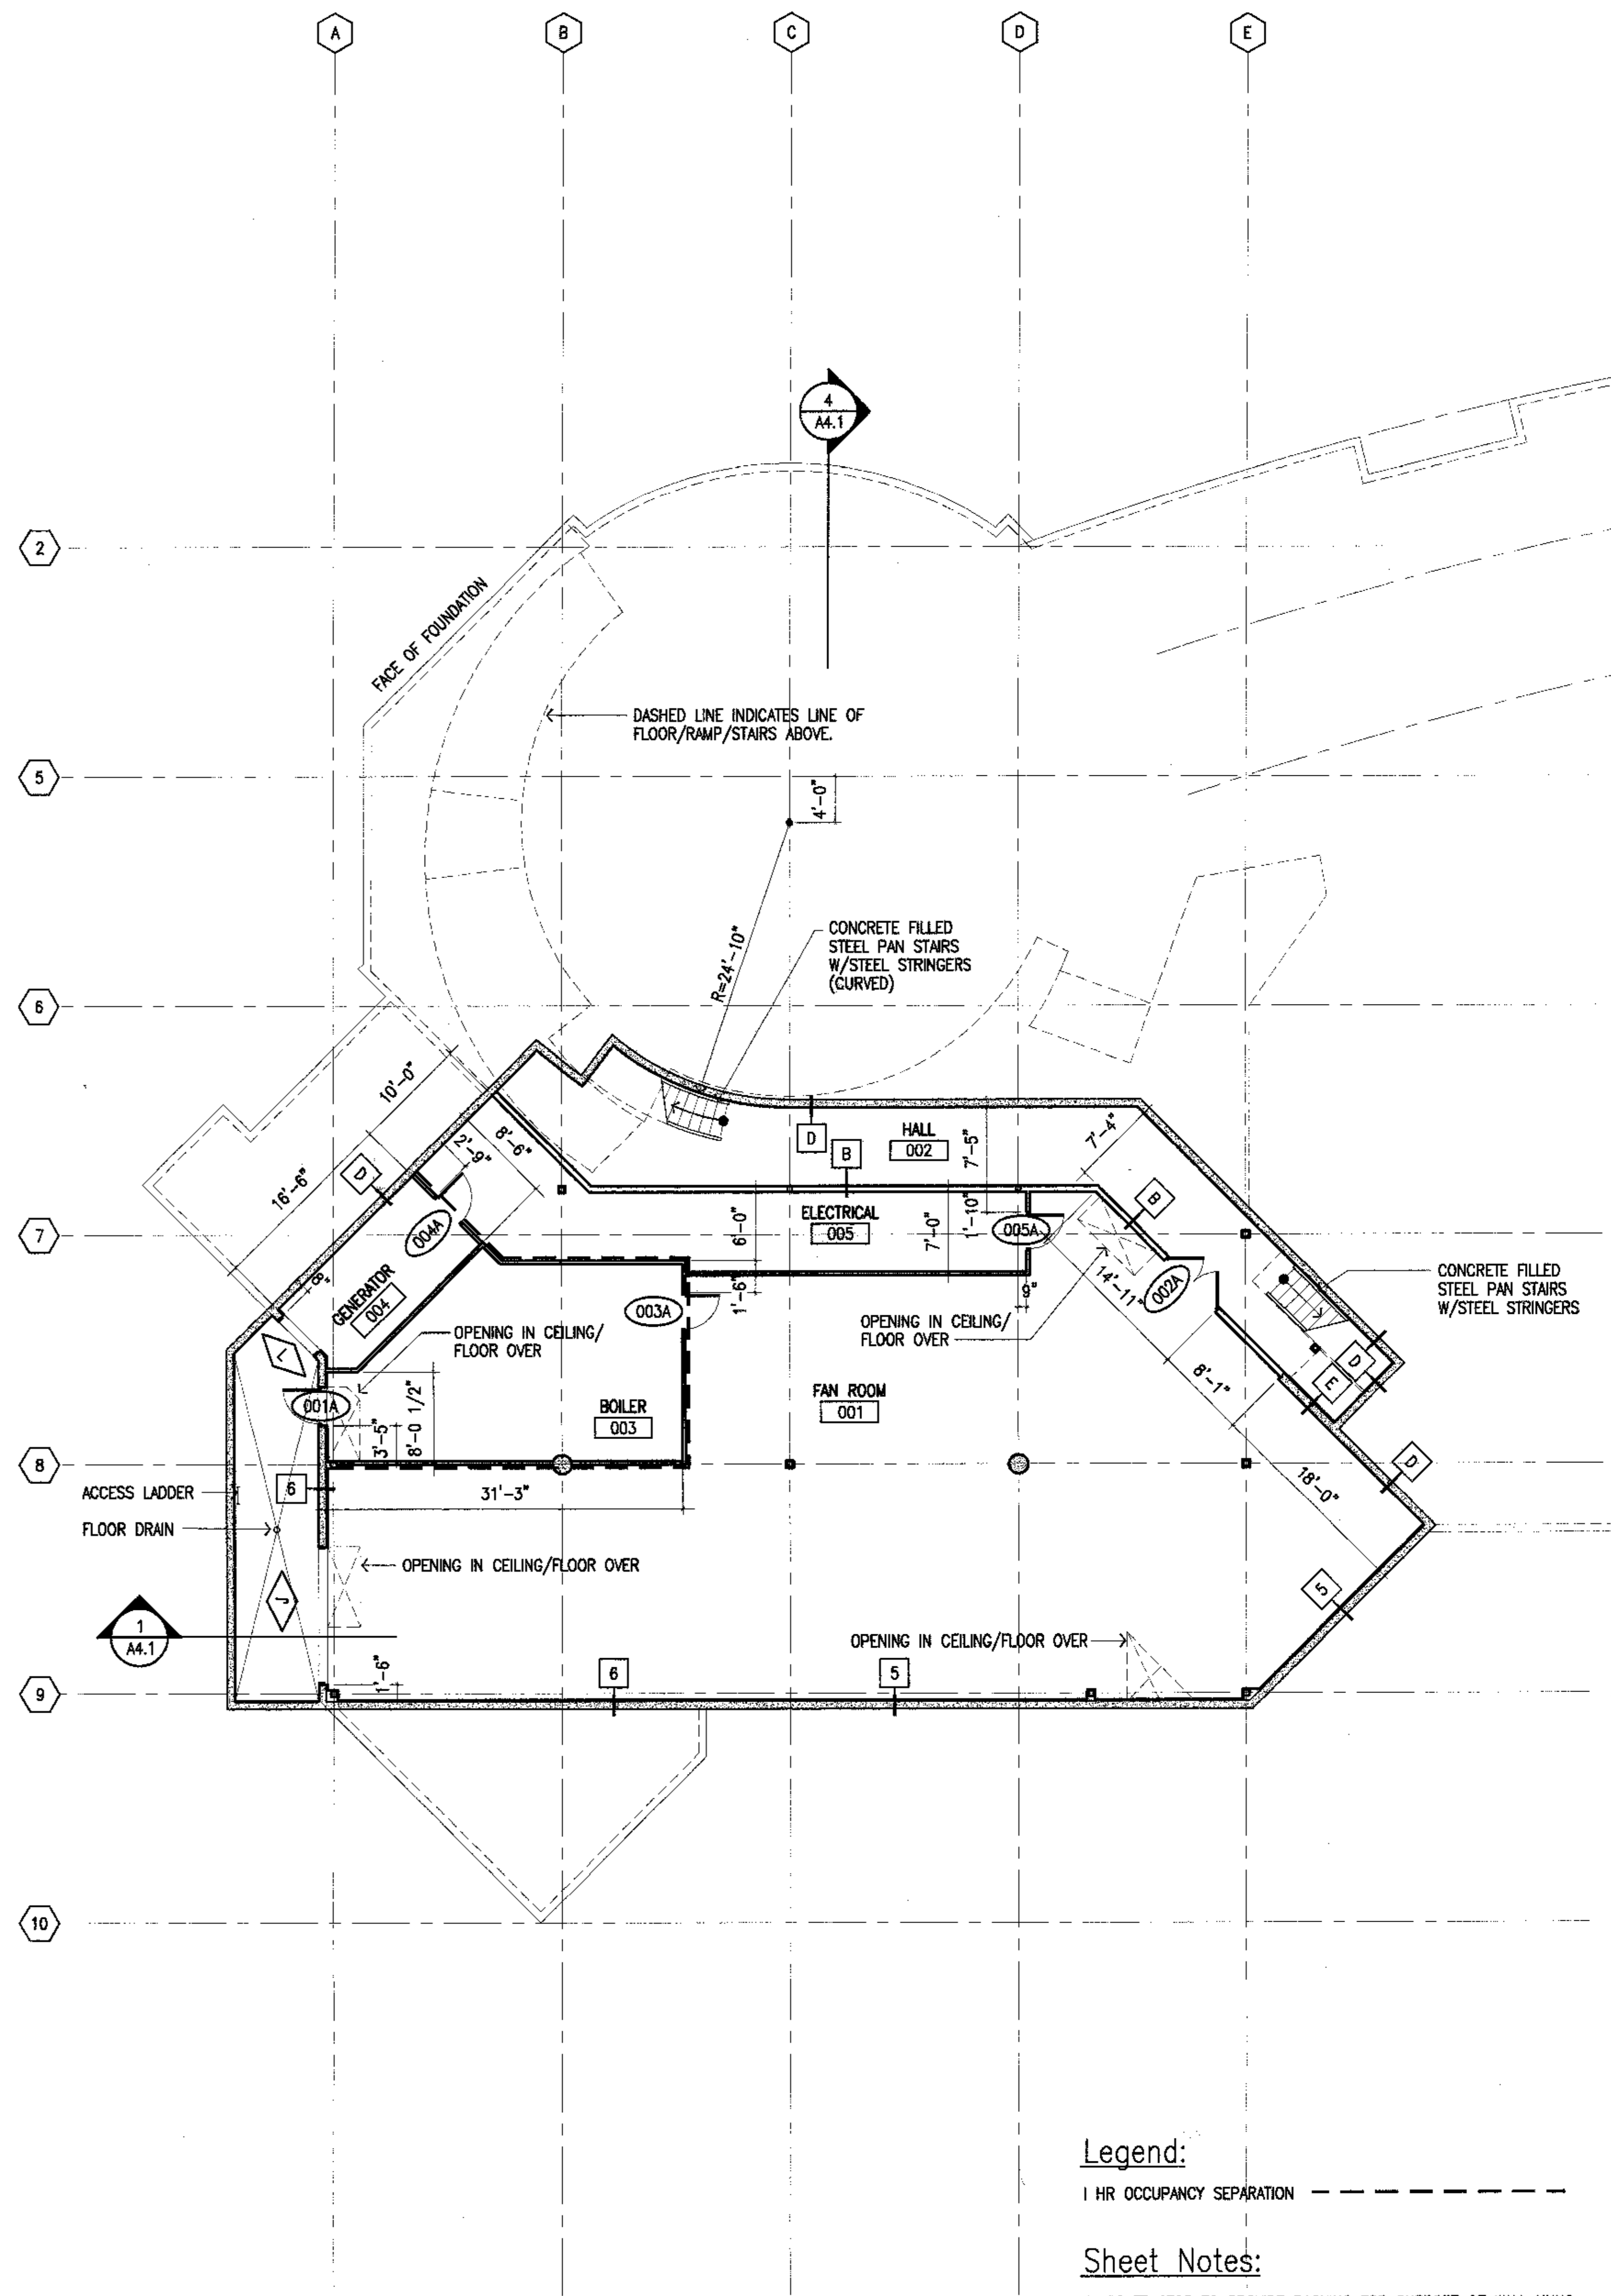 A
B
C
D
E
4
A4.1
2
FACE OF FOUNDATION
DASHED LINE INDICATES LINE OF
FLOOR/RAMP/STAIRS ABOVE.
5
4'-0"
R=24'-10"
CONCRETE FILLED
STEEL PAN STAIRS
W/STEEL STRINGERS
(CURVED)
6
10'-0"
16'-6"
D
2'-9"
8'-6"
D
B
HALL
002
7'-5"
7'-4"
B
7
004A
6'-0"
ELECTRICAL
005
7'-0"
1'-10"
005A
14'-11"
002A
CONCRETE FILLED
STEEL PAN STAIRS
W/STEEL STRINGERS
8"
GENERATOR
004
003A
1'-6"
9"
OPENING IN CEILING/
FLOOR OVER
OPENING IN CEILING/
FLOOR OVER
L
D
E
8'-1"
001A
3'-5"
8'-0 1/2"
BOILER
003
FAN ROOM
001
8
D
18'-0"
ACCESS LADDER
6
31'-3"
FLOOR DRAIN
OPENING IN CEILING/FLOOR OVER
J
5
1
A4.1
OPENING IN CEILING/FLOOR OVER
1'-6"
6
5
9
10
Legend:
1 HR OCCUPANCY SEPARATION
Sheet Notes: